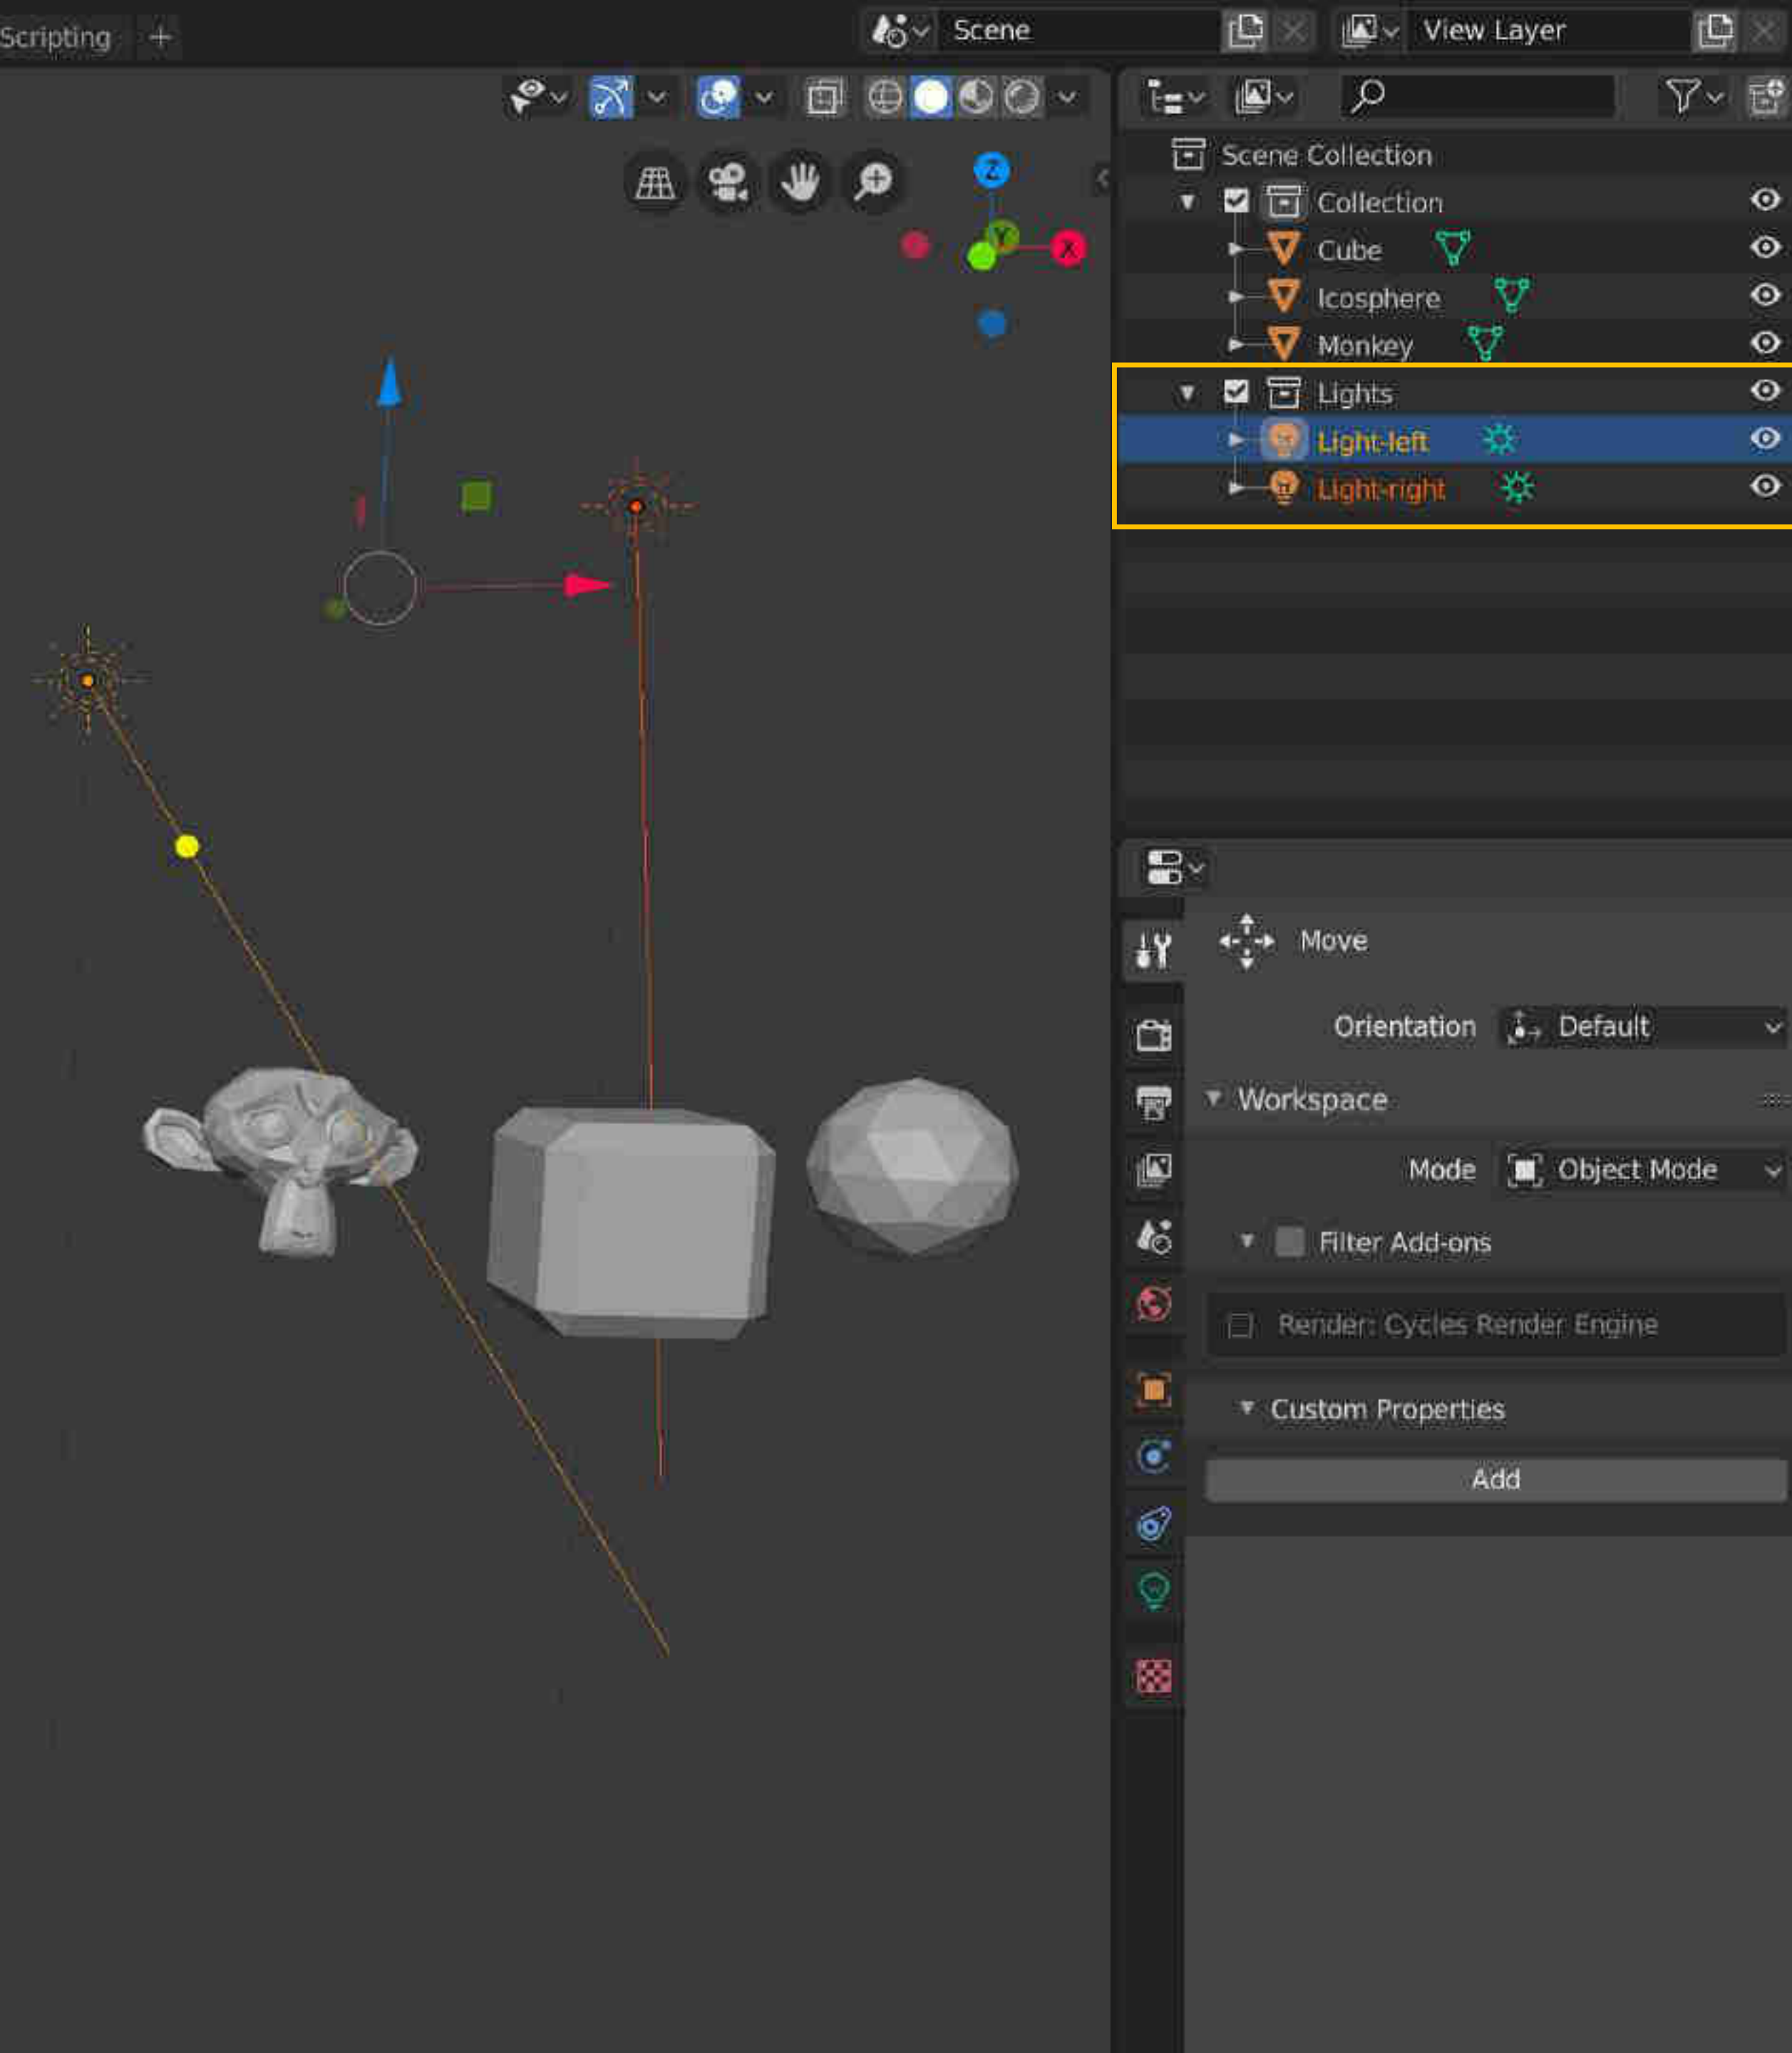 Scripting
Scene
View Layer
Z
Y
X
Scene Collection
Collection
Cube
Icosphere
Monkey
Lights
Light-left
Light-right
Move
Orientation Default
Workspace
Mode Object Mode
Filter Add-ons
Render: Cycles Render Engine
Custom Properties
Add